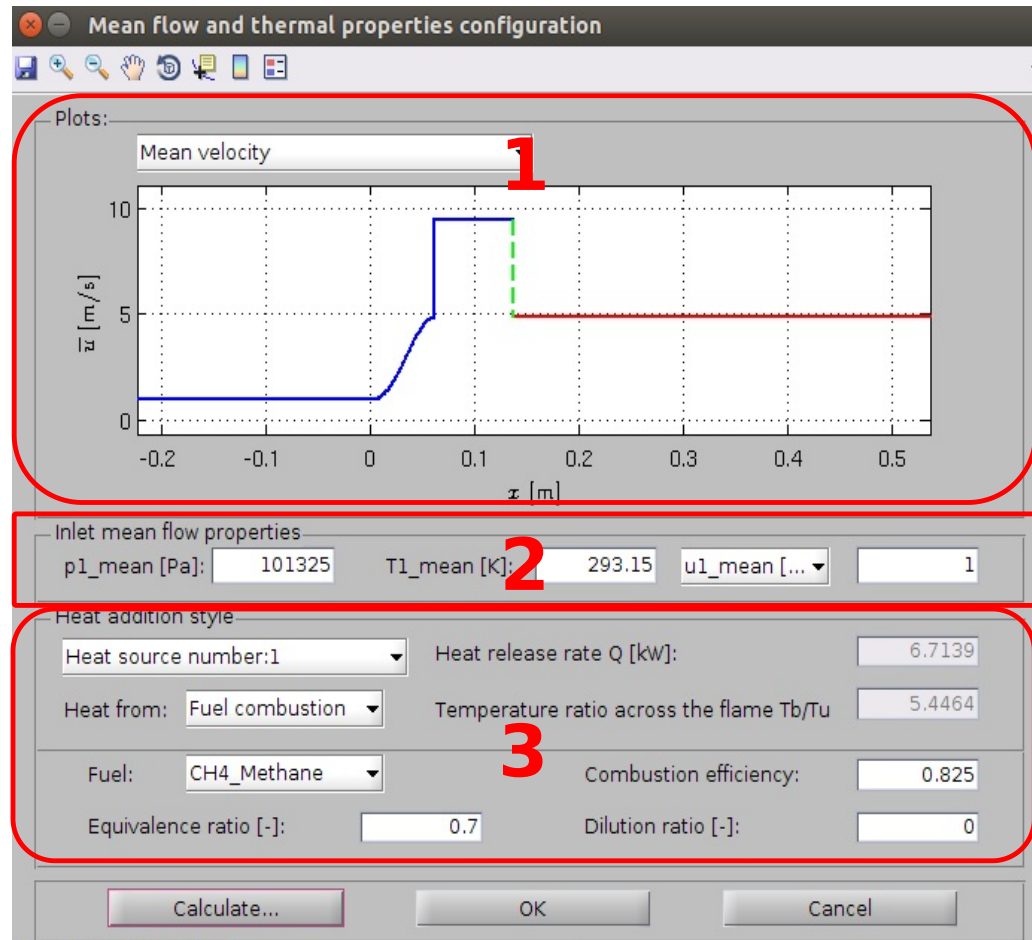 Mean flow and thermal properties configuration
Plots:
Mean velocity
1
10
5
0
u [m/s]
-0.2 -0.1 0 0.1 0.2 0.3 0.4 0.5
x [m]
Inlet mean flow properties
p1_mean [Pa]: 101325 T1_mean [K]: 293.15 u1_mean [... 1
2
Heat addition style
Heat source number:1 Heat release rate Q [kW]: 6.7139
Heat from: Fuel combustion Temperature ratio across the flame Tb/Tu 5.4464
3
Fuel: CH4_Methane Combustion efficiency: 0.825
Equivalence ratio [-]: 0.7 Dilution ratio [-]: 0
Calculate... OK Cancel